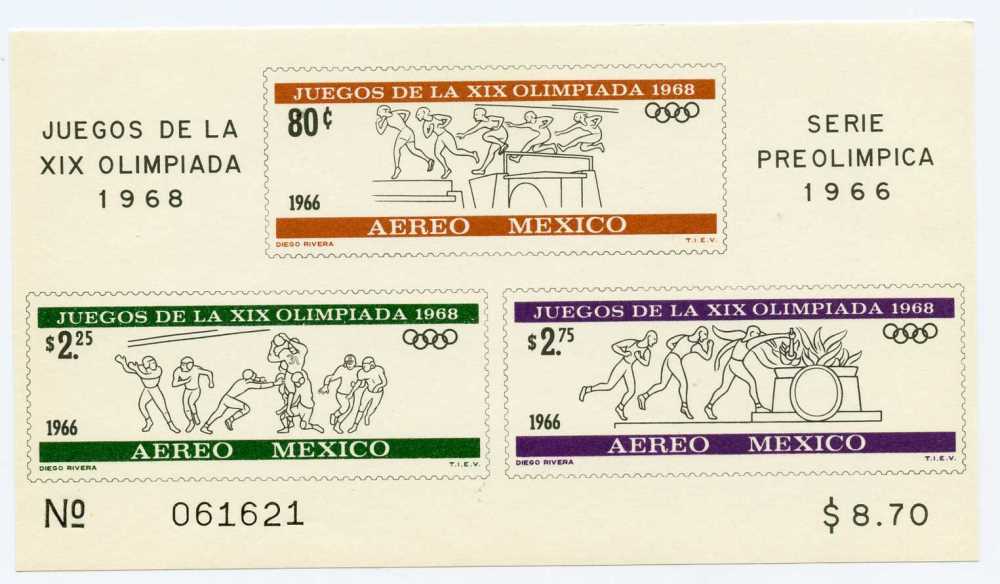 JUEGOS DE LA
XIX OLIMPIADA
1968
JUEGOS DE LA XIX OLIMPIADA 1968
80¢
1966
AEREO MEXICO
DIEGO RIVERA
T.I.E.V.
SERIE
PREOLIMPICA
1966
JUEGOS DE LA XIX OLIMPIADA 1968
$2.25
1966
AEREO MEXICO
DIEGO RIVERA
T.I.E.V.
JUEGOS DE LA XIX OLIMPIADA 1968
$2.75
1966
AEREO MEXICO
DIEGO RIVERA
T.I.E.V.
Nº 061621
$8.70